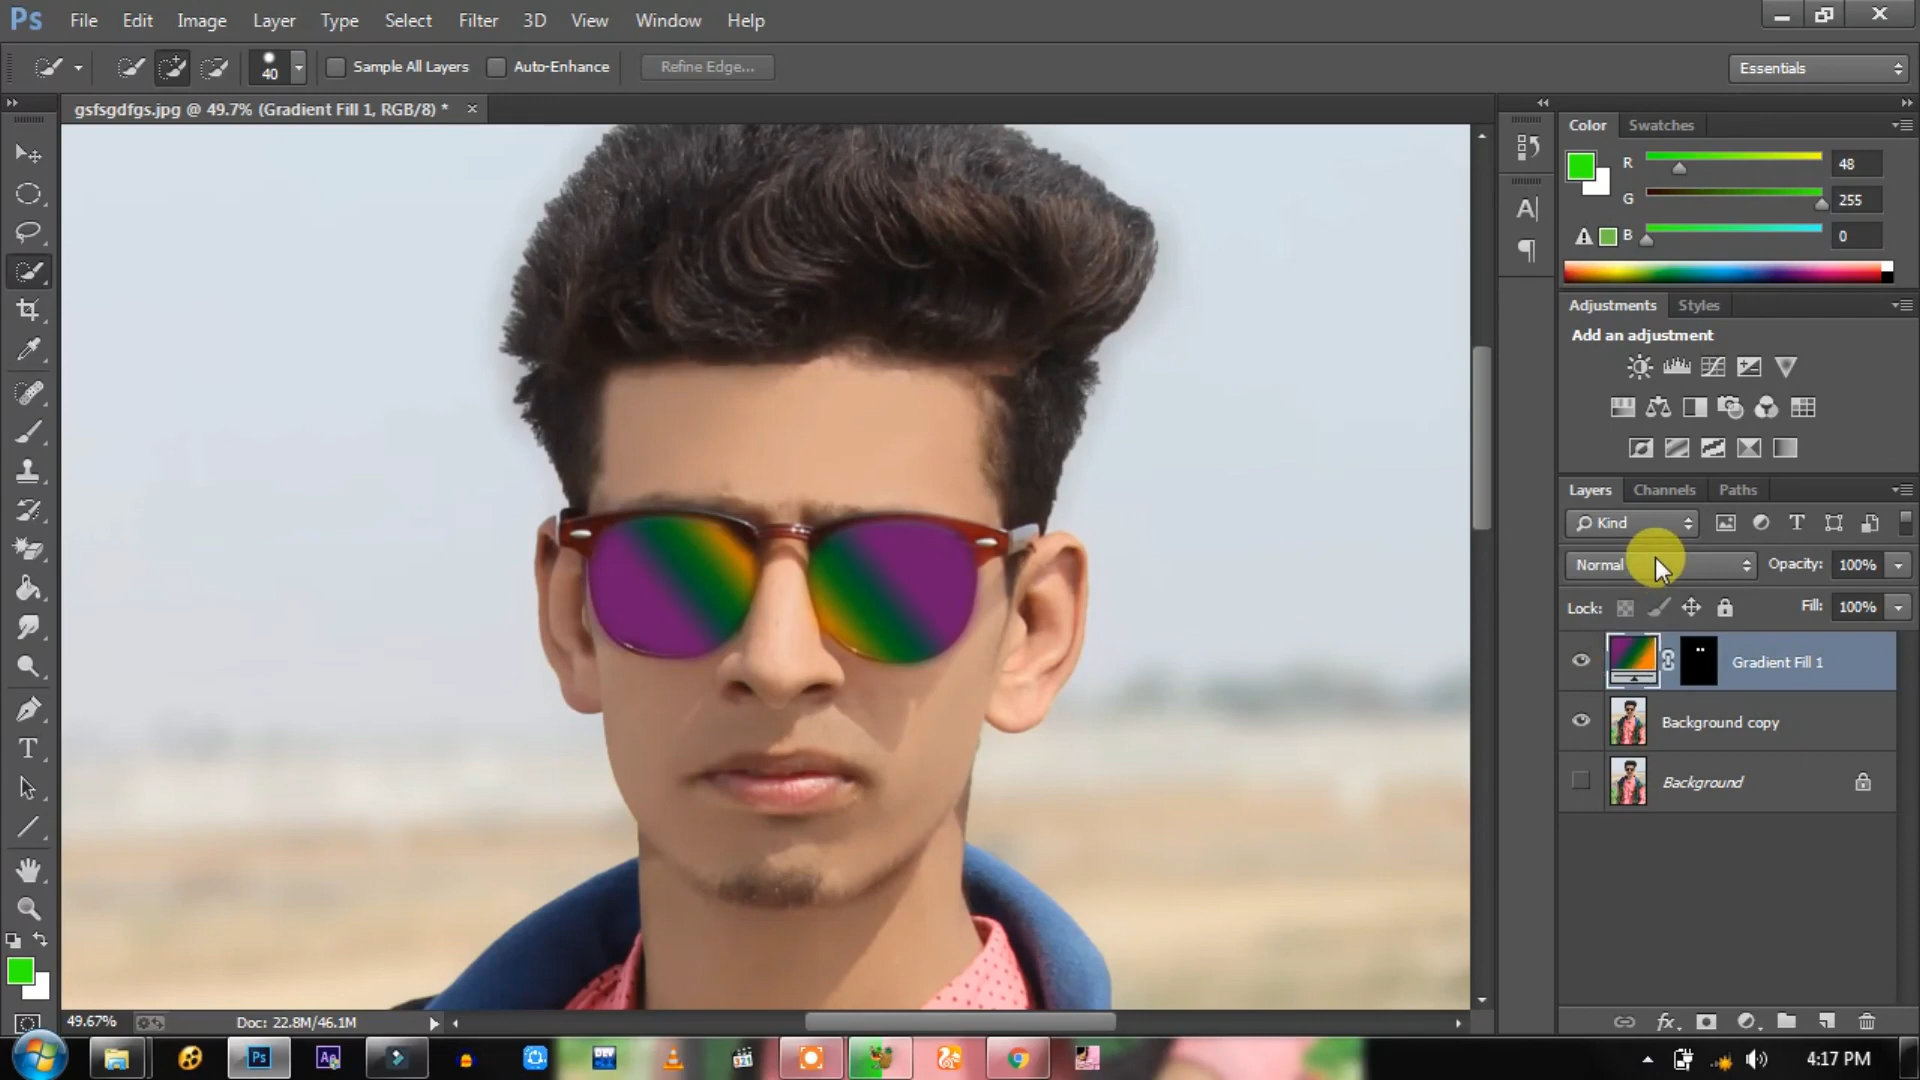 Ps File Edit Image Layer Type Select Filter 3D View Window Help
40 Sample All Layers Auto-Enhance Refine Edge... Essentials
gsfsgdfgs.jpg @ 49.7% (Gradient Fill 1, RGB/8) * ×
Color Swatches
R 48
G 255
B 0
Adjustments Styles
Add an adjustment
Layers Channels Paths
Kind
Normal Opacity: 100%
Lock: Fill: 100%
Gradient Fill 1
Background copy
Background
49.67% Doc: 22.8M/46.1M
4:17 PM